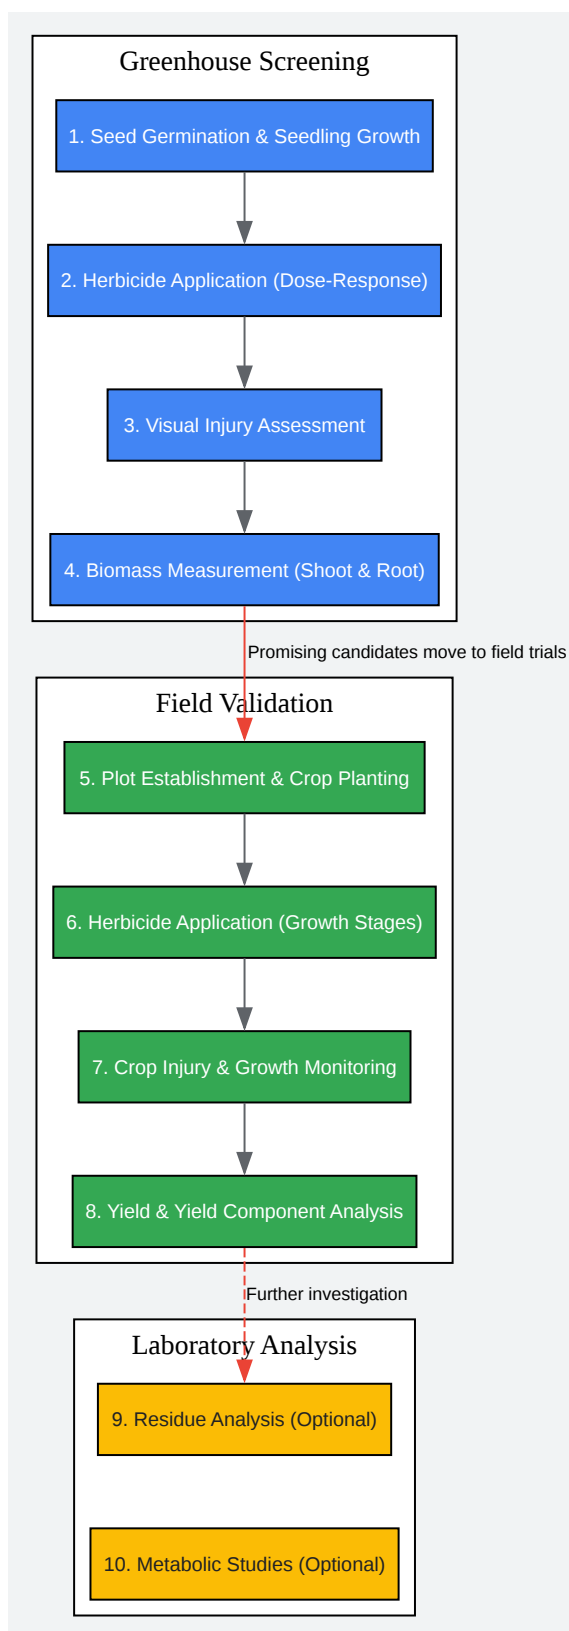 Greenhouse Screening
1. Seed Germination & Seedling Growth
2. Herbicide Application (Dose-Response)
3. Visual Injury Assessment
4. Biomass Measurement (Shoot & Root)
Promising candidates move to field trials
Field Validation
5. Plot Establishment & Crop Planting
6. Herbicide Application (Growth Stages)
7. Crop Injury & Growth Monitoring
8. Yield & Yield Component Analysis
Further investigation
Laboratory Analysis
9. Residue Analysis (Optional)
10. Metabolic Studies (Optional)